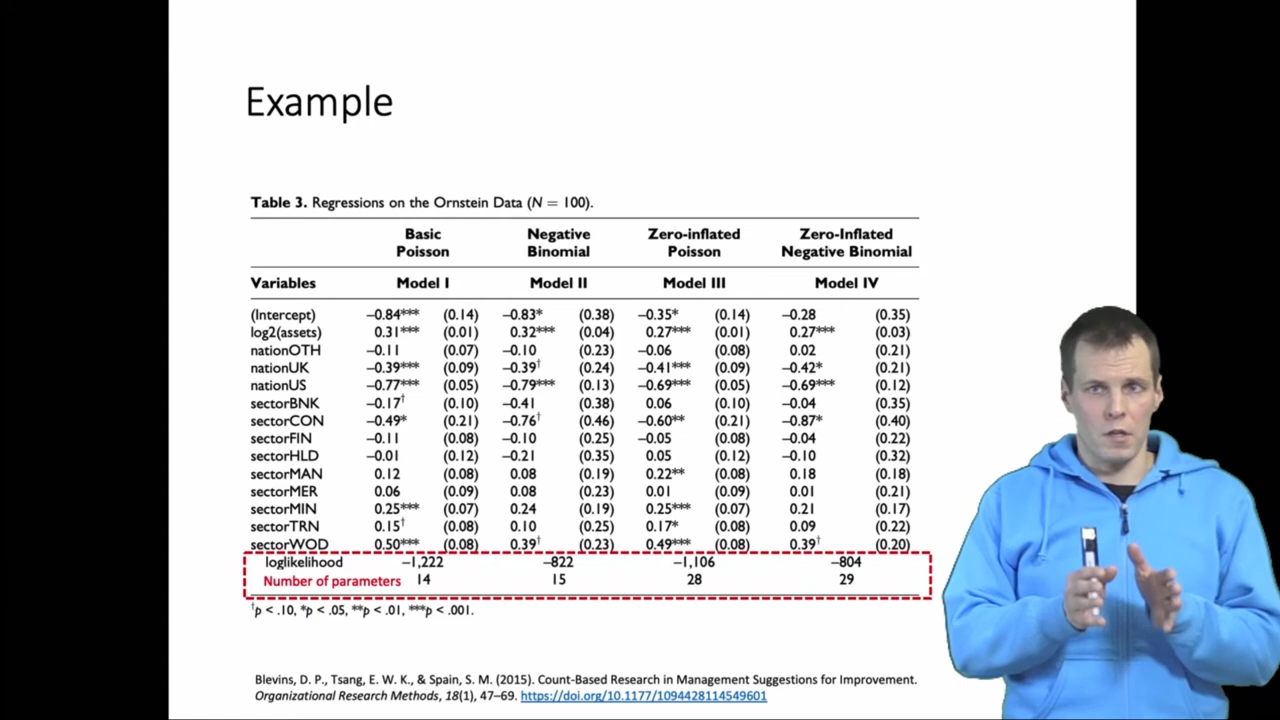 Example
Table 3. Regressions on the Ornstein Data (N = 100).
Basic Poisson Negative Binomial Zero-inflated Poisson Zero-Inflated Negative Binomial
Variables Model I Model II Model III Model IV
(Intercept) –0.84*** (0.14) –0.83* (0.38) –0.35* (0.14) –0.28 (0.35)
log2(assets) 0.31*** (0.01) 0.32*** (0.04) 0.27*** (0.01) 0.27*** (0.03)
nationOTH –0.11 (0.07) –0.10 (0.23) –0.06 (0.08) 0.02 (0.21)
nationUK –0.39*** (0.09) –0.39† (0.24) –0.41*** (0.09) –0.42* (0.21)
nationUS –0.77*** (0.05) –0.79*** (0.13) –0.69*** (0.05) –0.69*** (0.12)
sectorBNK –0.17† (0.10) –0.41 (0.38) 0.06 (0.10) –0.04 (0.35)
sectorCON –0.49* (0.21) –0.76† (0.46) –0.60** (0.21) –0.87* (0.40)
sectorFIN –0.11 (0.08) –0.10 (0.25) –0.05 (0.08) –0.04 (0.22)
sectorHLD –0.01 (0.12) –0.21 (0.35) 0.05 (0.12) –0.10 (0.32)
sectorMAN 0.12 (0.08) 0.08 (0.19) 0.22** (0.08) 0.18 (0.18)
sectorMER 0.06 (0.09) 0.08 (0.23) 0.01 (0.09) 0.01 (0.21)
sectorMIN 0.25*** (0.07) 0.24 (0.19) 0.25*** (0.07) 0.21 (0.17)
sectorTRN 0.15† (0.08) 0.10 (0.25) 0.17* (0.08) 0.09 (0.22)
sectorWOD 0.50*** (0.08) 0.39† (0.23) 0.49*** (0.08) 0.39† (0.20)
loglikelihood –1,222 –822 –1,106 –804
Number of parameters 14 15 28 29
†p < .10, *p < .05, **p < .01, ***p < .001.
Blevins, D. P., Tsang, E. W. K., & Spain, S. M. (2015). Count-Based Research in Management Suggestions for Improvement.
Organizational Research Methods, 18(1), 47–69. https://doi.org/10.1177/1094428114549601